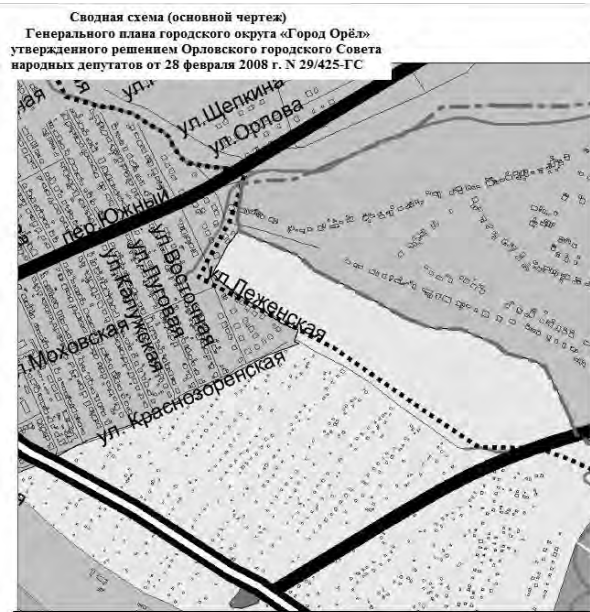 Сводная схема (основной чертеж)
Генерального плана городского округа «Город Орёл»
утвержденного решением Орловского городского Совета
народных депутатов от 28 февраля 2008 г. N 29/425-ГС
ул.Щепкина
ул.Орлова
пер.Южный
ул.Восточная
ул.Луговая
ул.Калужская
ул.Леженская
ул.Моховская
ул. Краснозоренская